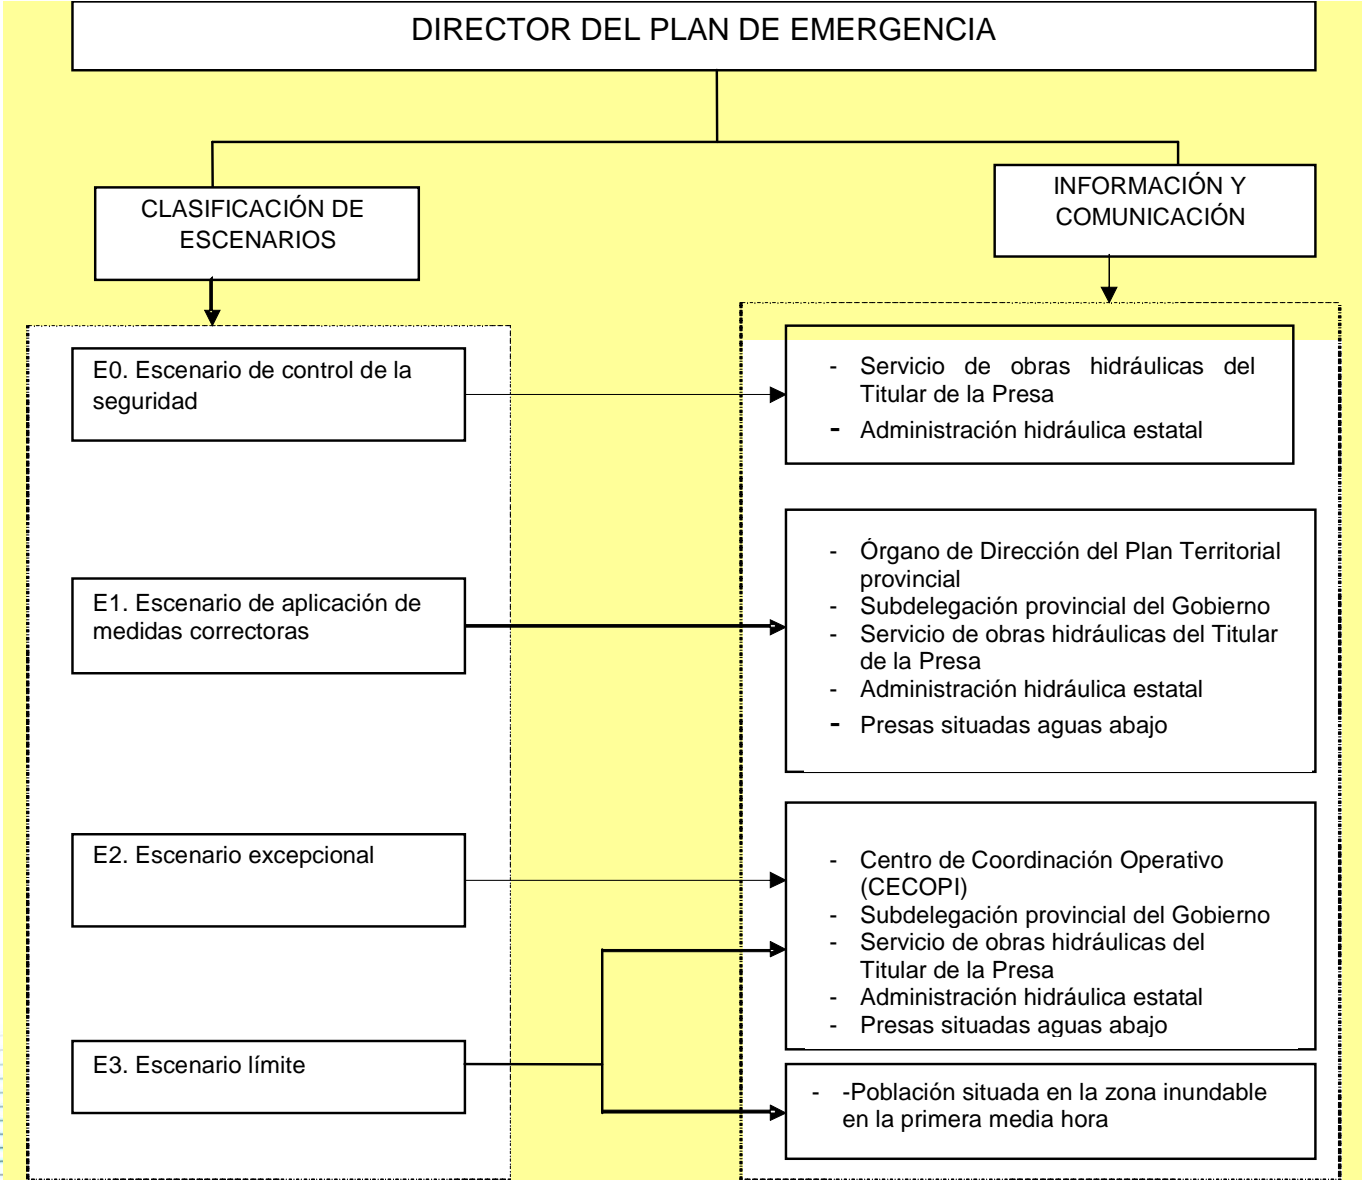 DIRECTOR DEL PLAN DE EMERGENCIA
CLASIFICACIÓN DE
ESCENARIOS
INFORMACIÓN Y
COMUNICACIÓN
E0. Escenario de control de la
seguridad
- Servicio de obras hidráulicas del
Titular de la Presa
- Administración hidráulica estatal
E1. Escenario de aplicación de
medidas correctoras
- Órgano de Dirección del Plan Territorial
provincial
- Subdelegación provincial del Gobierno
- Servicio de obras hidráulicas del Titular
de la Presa
- Administración hidráulica estatal
- Presas situadas aguas abajo
E2. Escenario excepcional
- Centro de Coordinación Operativo
(CECOPI)
- Subdelegación provincial del Gobierno
- Servicio de obras hidráulicas del
Titular de la Presa
- Administración hidráulica estatal
- Presas situadas aguas abajo
E3. Escenario límite
- -Población situada en la zona inundable
en la primera media hora